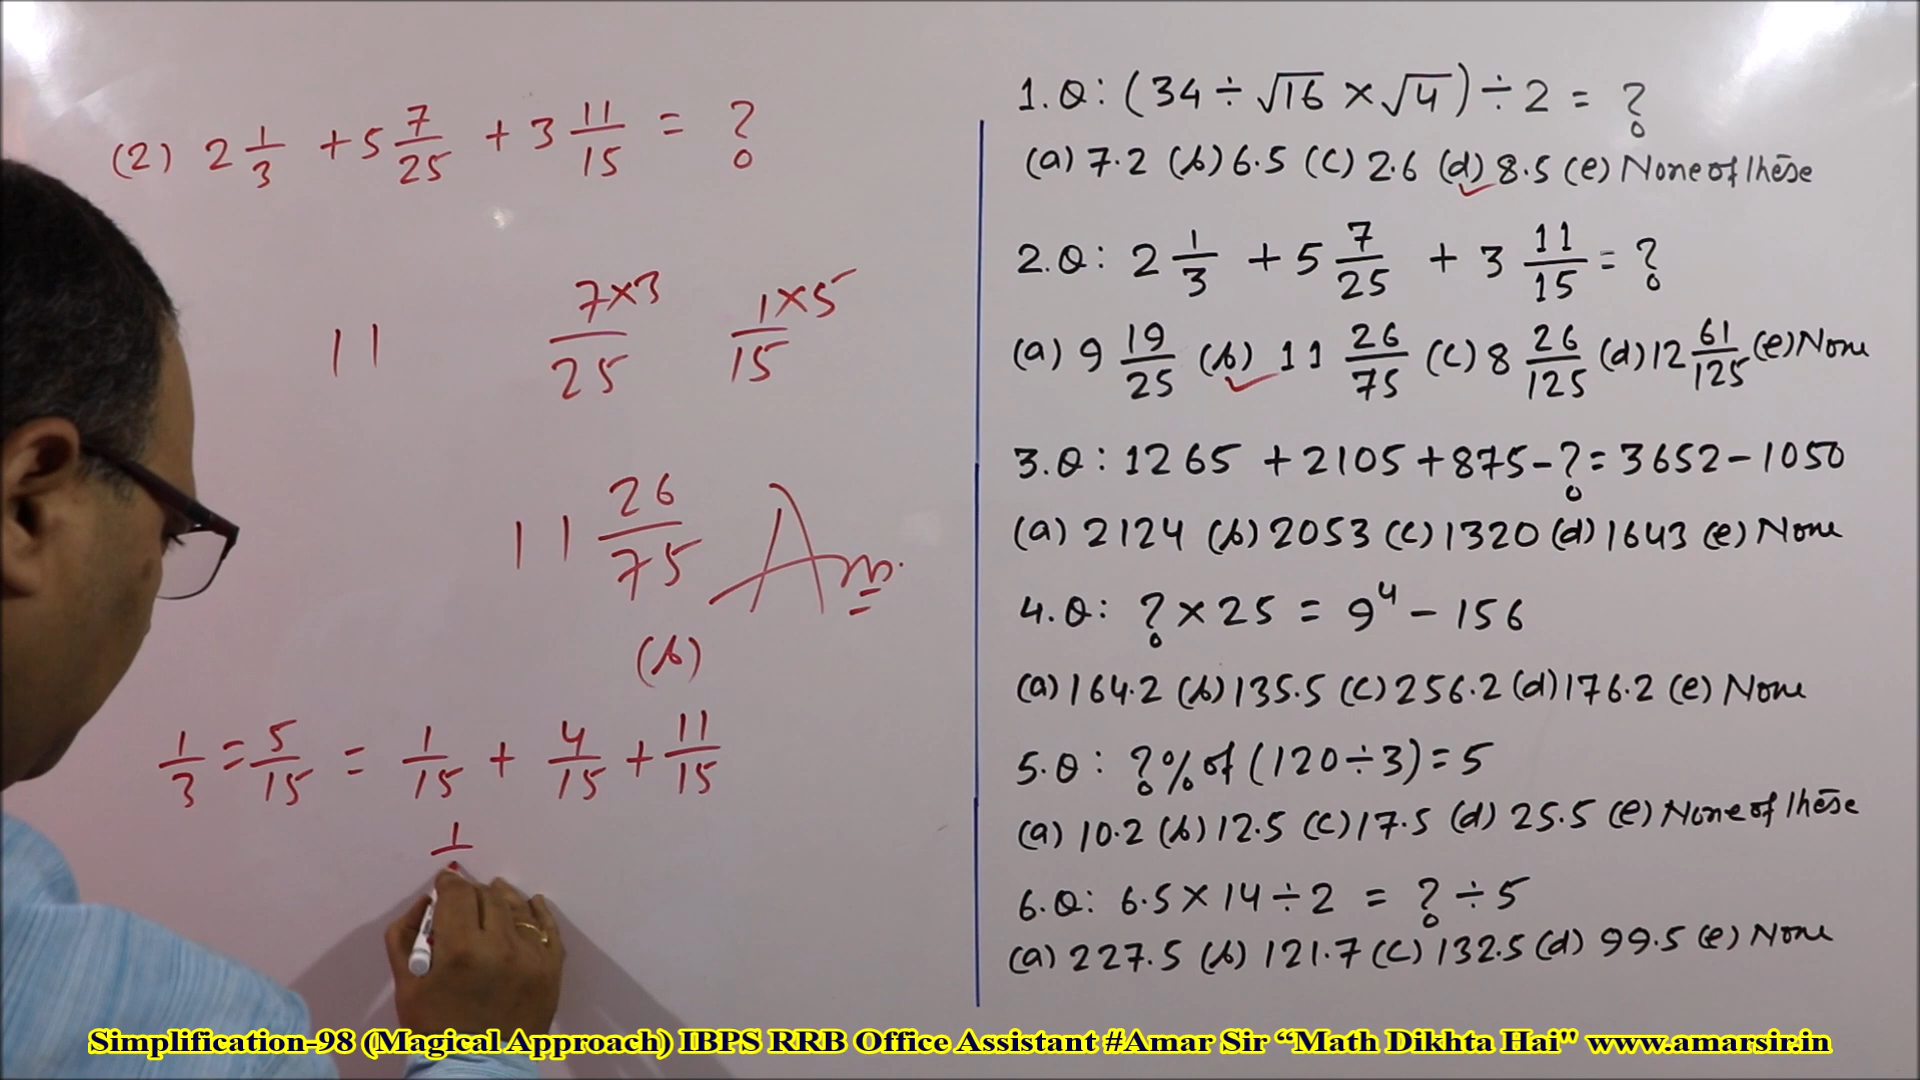 (2) 2 1/3 + 5 7/25 + 3 11/15 = ?
11 7×3/25 1×5/15
11 26/75 Ans.
(b)
1/3 = 5/15 = 1/15 + 4/15 + 11/15
1
1.Q: (34 ÷ √16 × √4) ÷ 2 = ?
(a) 7.2 (b) 6.5 (c) 2.6 (d) 8.5 (e) None of these
2.Q: 2 1/3 + 5 7/25 + 3 11/15 = ?
(a) 9 19/25 (b) 11 26/75 (c) 8 26/125 (d) 12 61/125 (e) None
3.Q: 1265 + 2105 + 875 - ? = 3652 - 1050
(a) 2124 (b) 2053 (c) 1320 (d) 1643 (e) None
4.Q: ? × 25 = 9⁴ - 156
(a) 164.2 (b) 135.5 (c) 256.2 (d) 176.2 (e) None
5.Q: ?% of (120 ÷ 3) = 5
(a) 10.2 (b) 12.5 (c) 17.5 (d) 25.5 (e) None of these
6.Q: 6.5 × 14 ÷ 2 = ? ÷ 5
(a) 227.5 (b) 121.7 (c) 132.5 (d) 99.5 (e) None
Simplification-98 (Magical Approach) IBPS RRB Office Assistant #Amar Sir “Math Dikhta Hai" www.amarsir.in